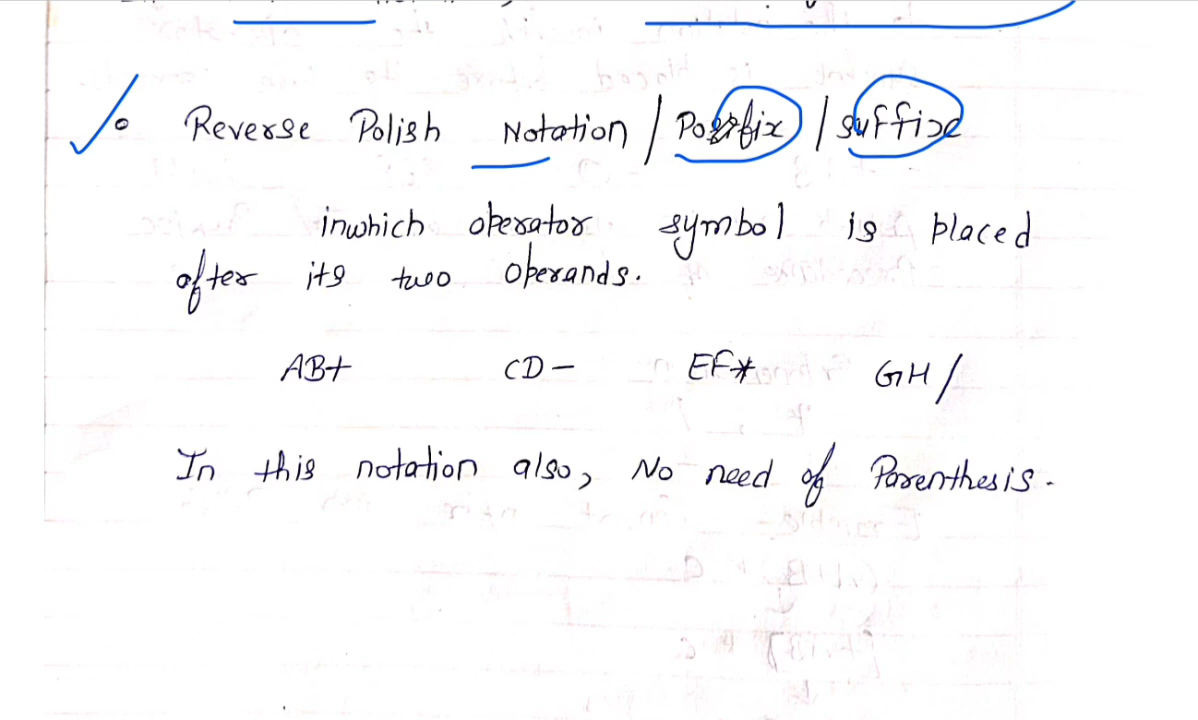 Reverse Polish Notation / Postfix / suffix
inwhich operator symbol is placed
after its two operands.
AB+ CD- EF* GH/
In this notation also, No need of Parenthesis.